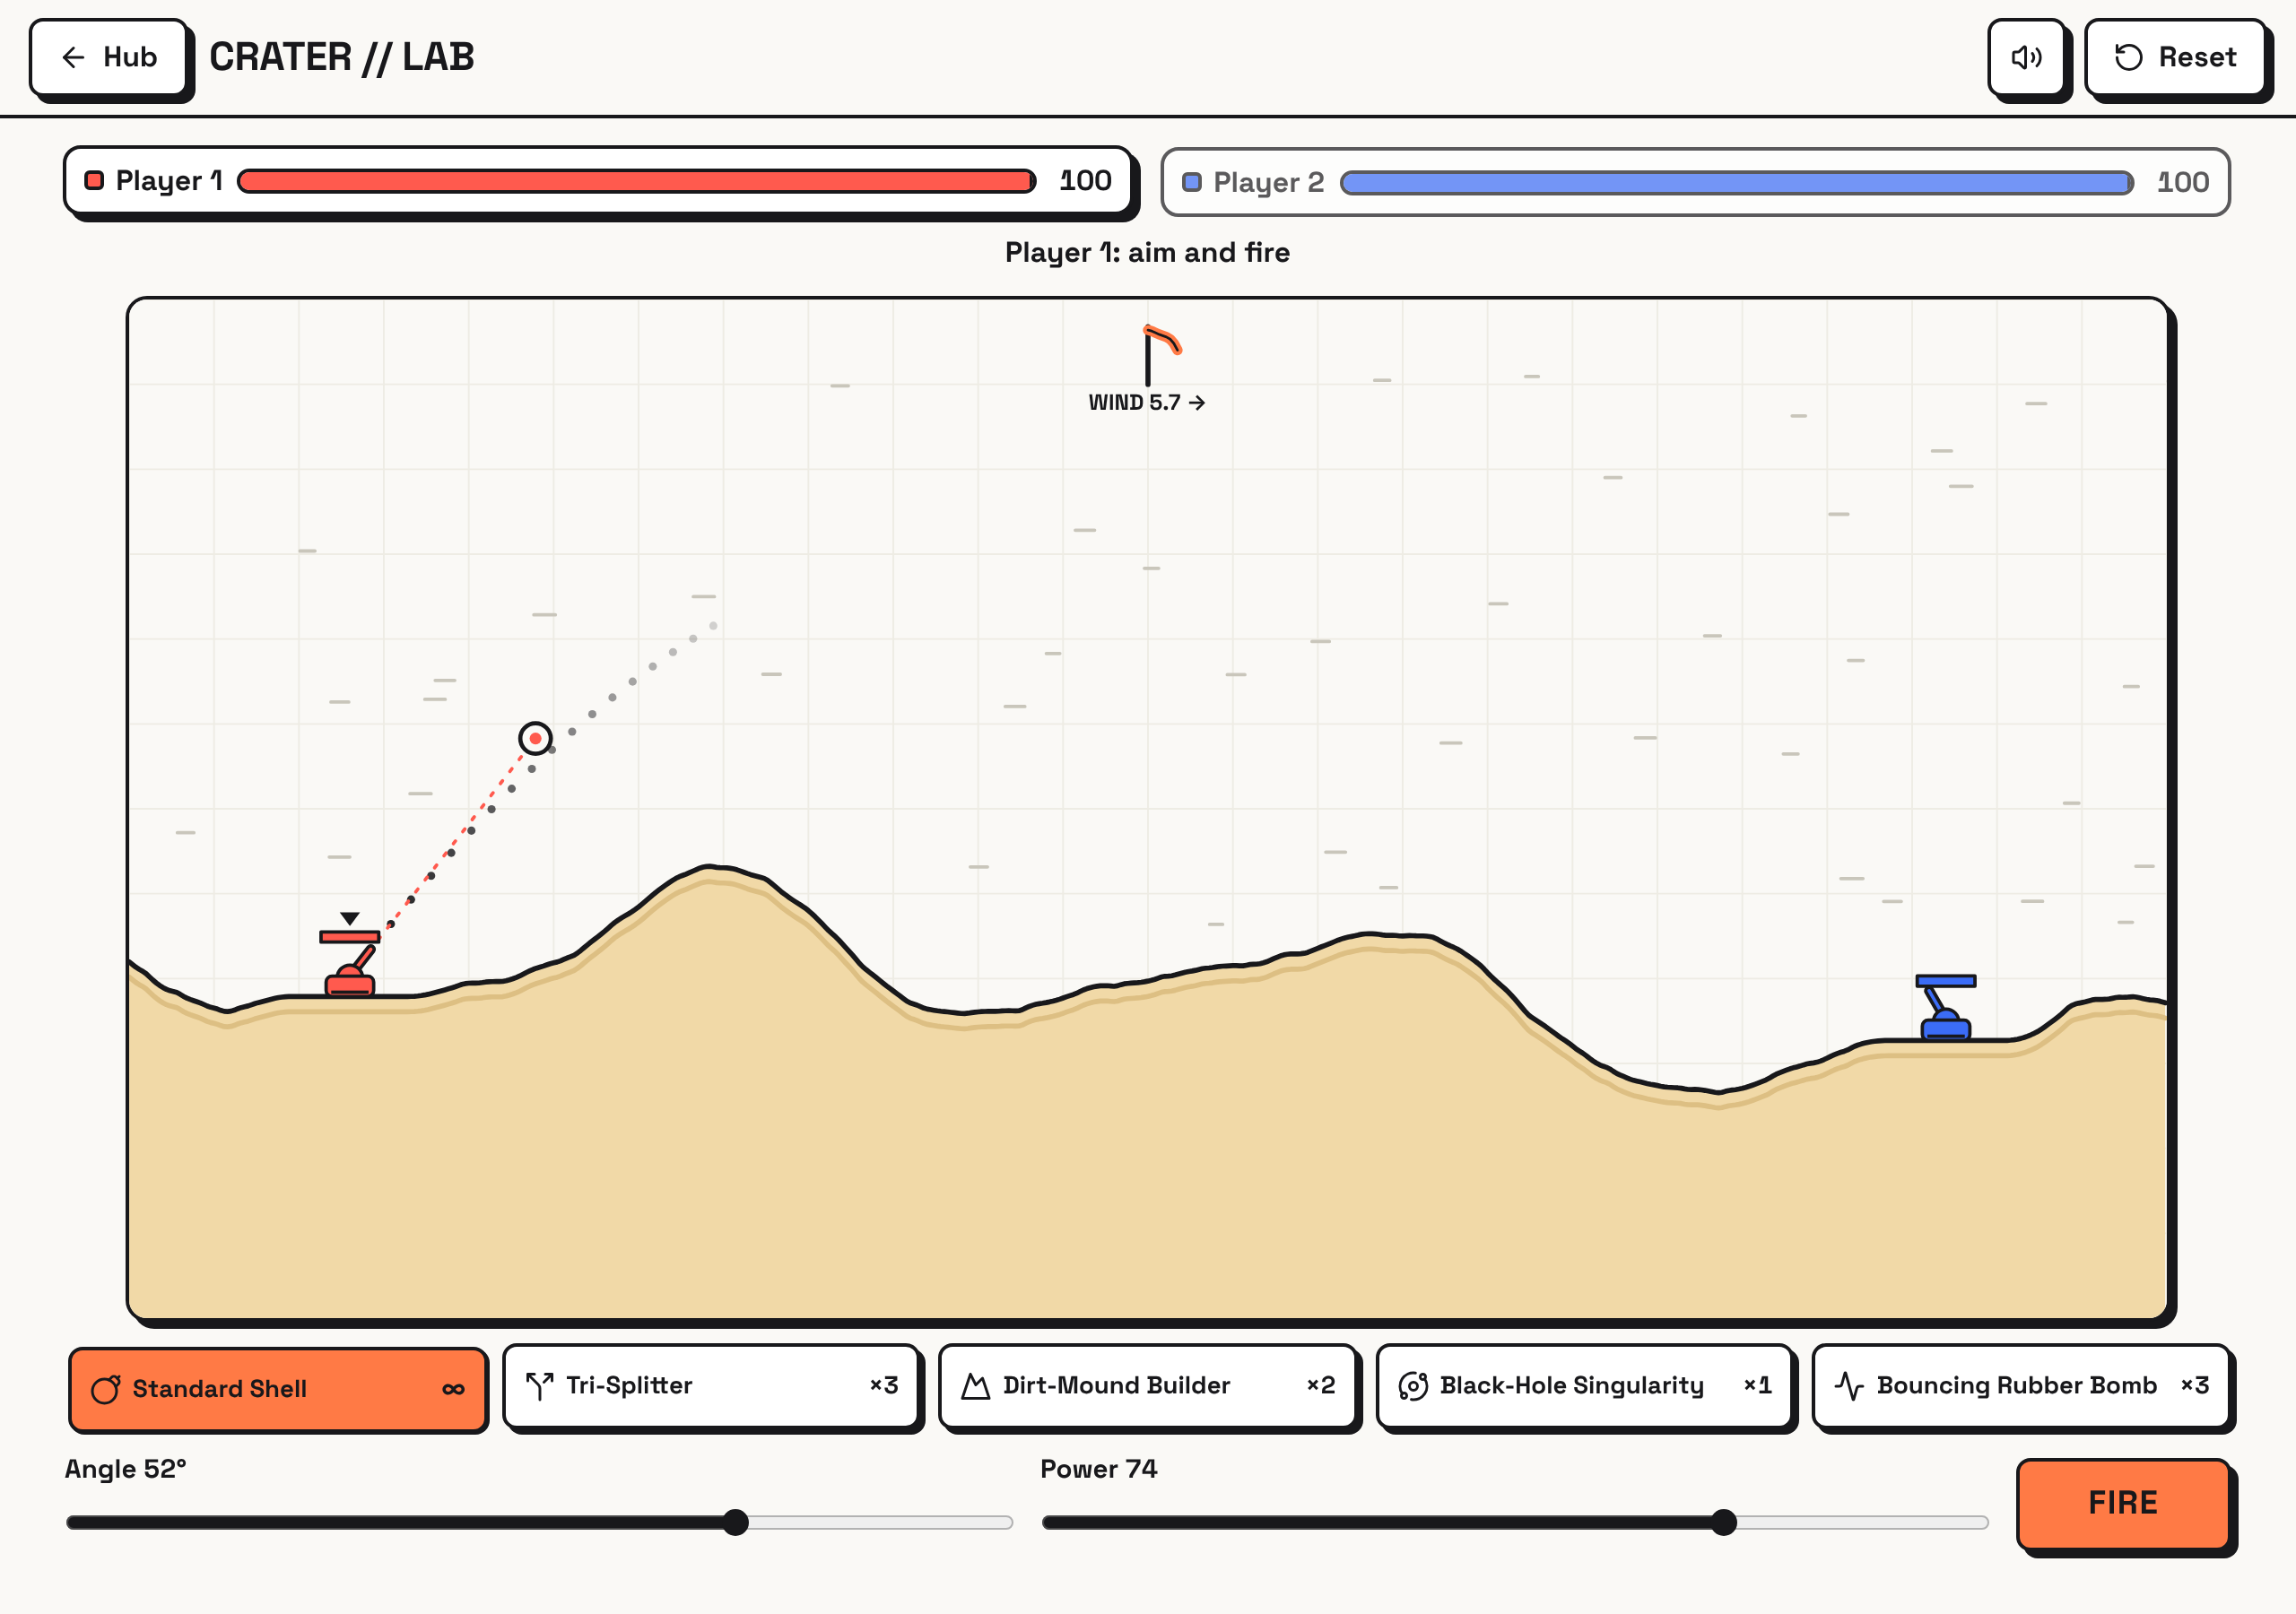 Hub
CRATER // LAB
Reset
Player 1
100
Player 2
100
Player 1: aim and fire
WIND 5.7 →
Standard Shell ∞
Tri-Splitter ×3
Dirt-Mound Builder ×2
Black-Hole Singularity ×1
Bouncing Rubber Bomb ×3
Angle 52°
Power 74
FIRE